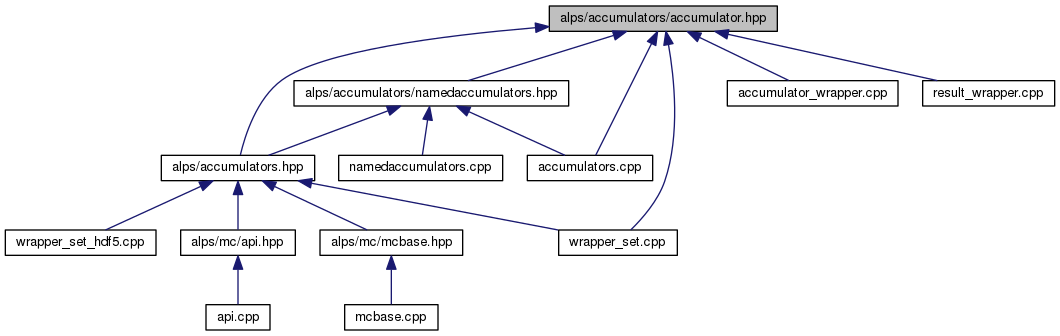 alps/accumulators/accumulator.hpp
alps/accumulators/namedaccumulators.hpp
accumulator_wrapper.cpp
result_wrapper.cpp
alps/accumulators.hpp
namedaccumulators.cpp
accumulators.cpp
wrapper_set_hdf5.cpp
alps/mc/api.hpp
alps/mc/mcbase.hpp
wrapper_set.cpp
api.cpp
mcbase.cpp